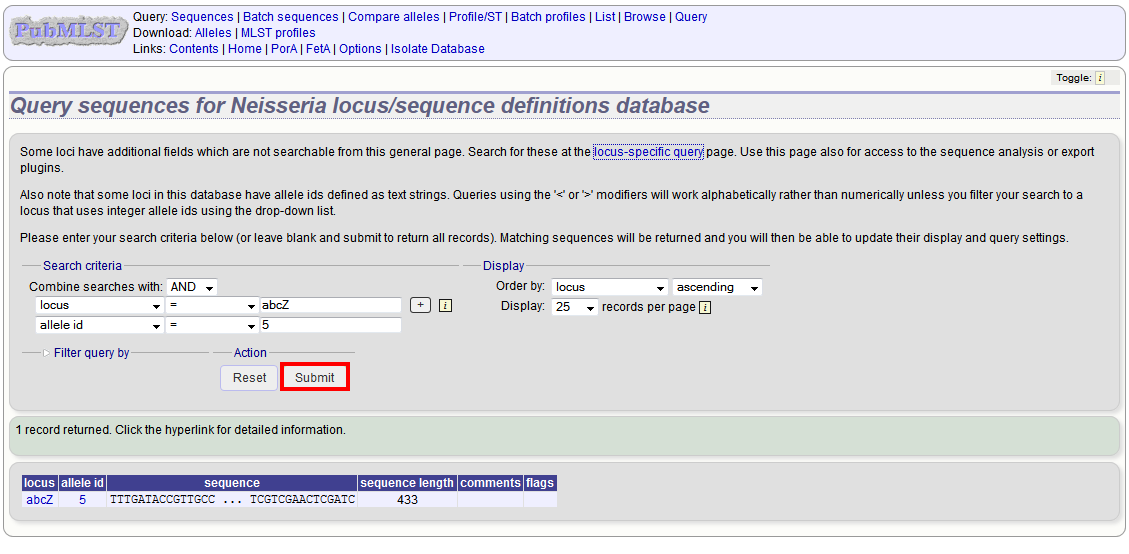 PubMLST
Query: Sequences | Batch sequences | Compare alleles | Profile/ST | Batch profiles | List | Browse | Query
Download: Alleles | MLST profiles
Links: Contents | Home | PorA | FetA | Options | Isolate Database
Toggle: i
Query sequences for Neisseria locus/sequence definitions database
Some loci have additional fields which are not searchable from this general page. Search for these at the locus-specific query page. Use this page also for access to the sequence analysis or export
plugins.
Also note that some loci in this database have allele ids defined as text strings. Queries using the '<' or '>' modifiers will work alphabetically rather than numerically unless you filter your search to a
locus that uses integer allele ids using the drop-down list.
Please enter your search criteria below (or leave blank and submit to return all records). Matching sequences will be returned and you will then be able to update their display and query settings.
Search criteria Display
Combine searches with: AND Order by: locus ascending
locus = abcZ + i Display: 25 records per page i
allele id = 5
Filter query by Action
Reset Submit
1 record returned. Click the hyperlink for detailed information.
locus allele id sequence sequence length comments flags
abcZ 5 TTTGATACCGTTGCC ... TCGTCGAACTCGATC 433